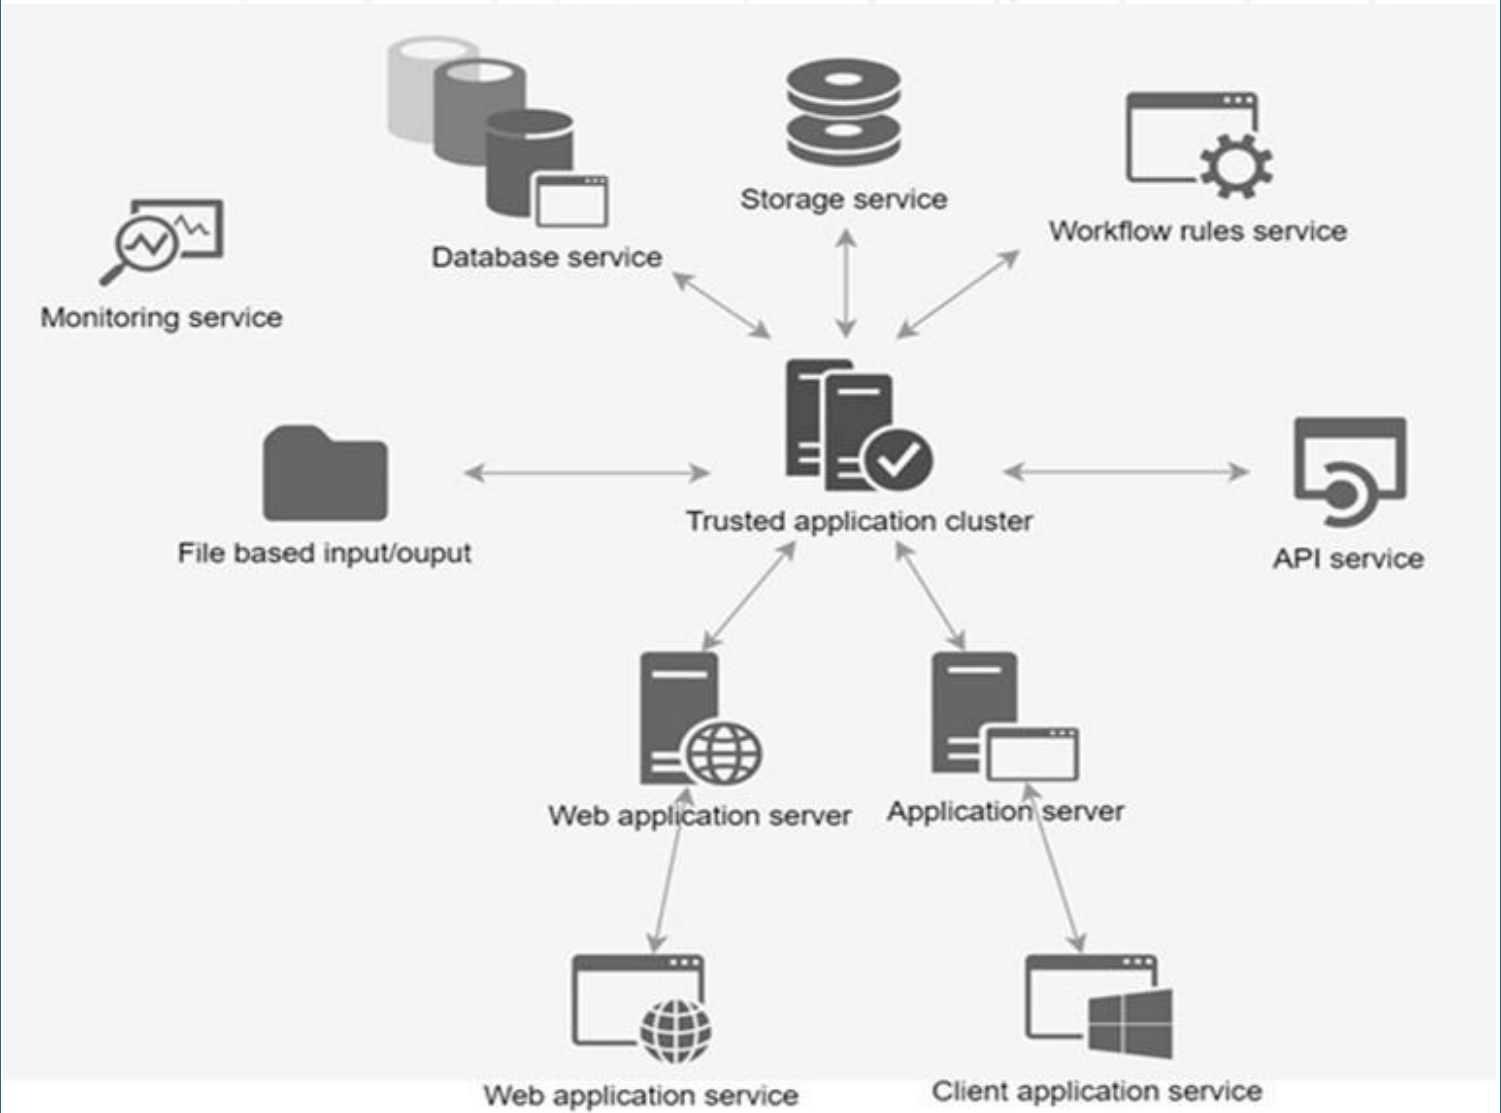 Storage service
Workflow rules service
Database service
Monitoring service
Trusted application cluster
File based input/ouput
API service
Web application server
Application server
Web application service
Client application service